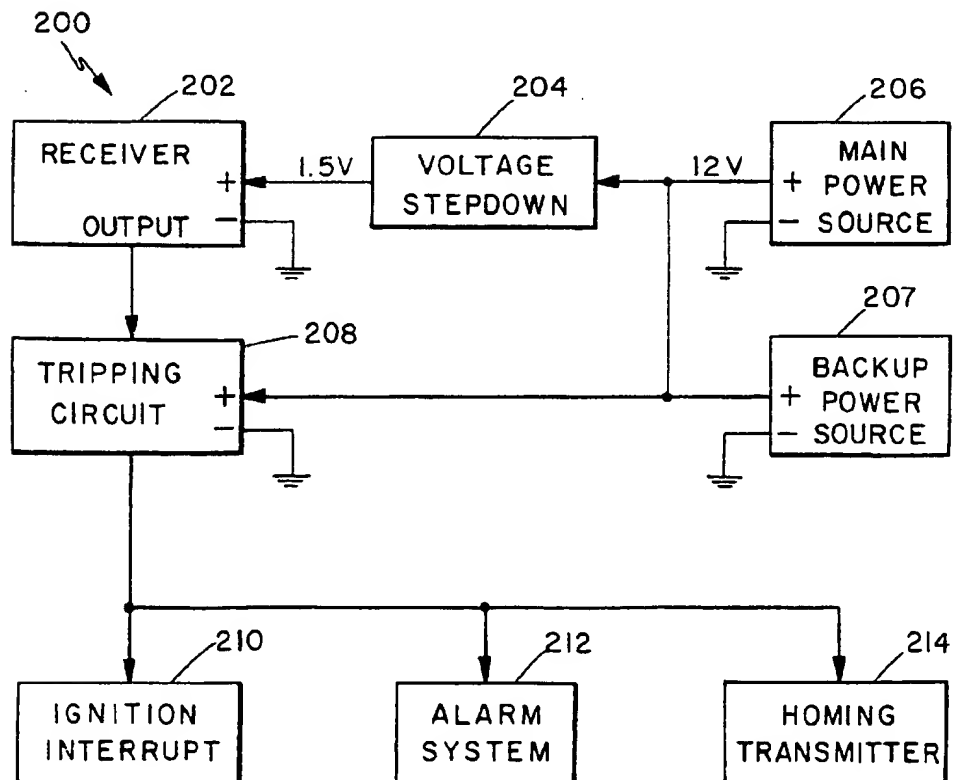 200
202
204
206
RECEIVER
+
-
OUTPUT
1.5V
VOLTAGE
STEPDOWN
12V
MAIN
+ POWER
- SOURCE
207
208
TRIPPING
CIRCUIT
+
-
BACKUP
+ POWER
- SOURCE
210
212
214
IGNITION
INTERRUPT
ALARM
SYSTEM
HOMING
TRANSMITTER